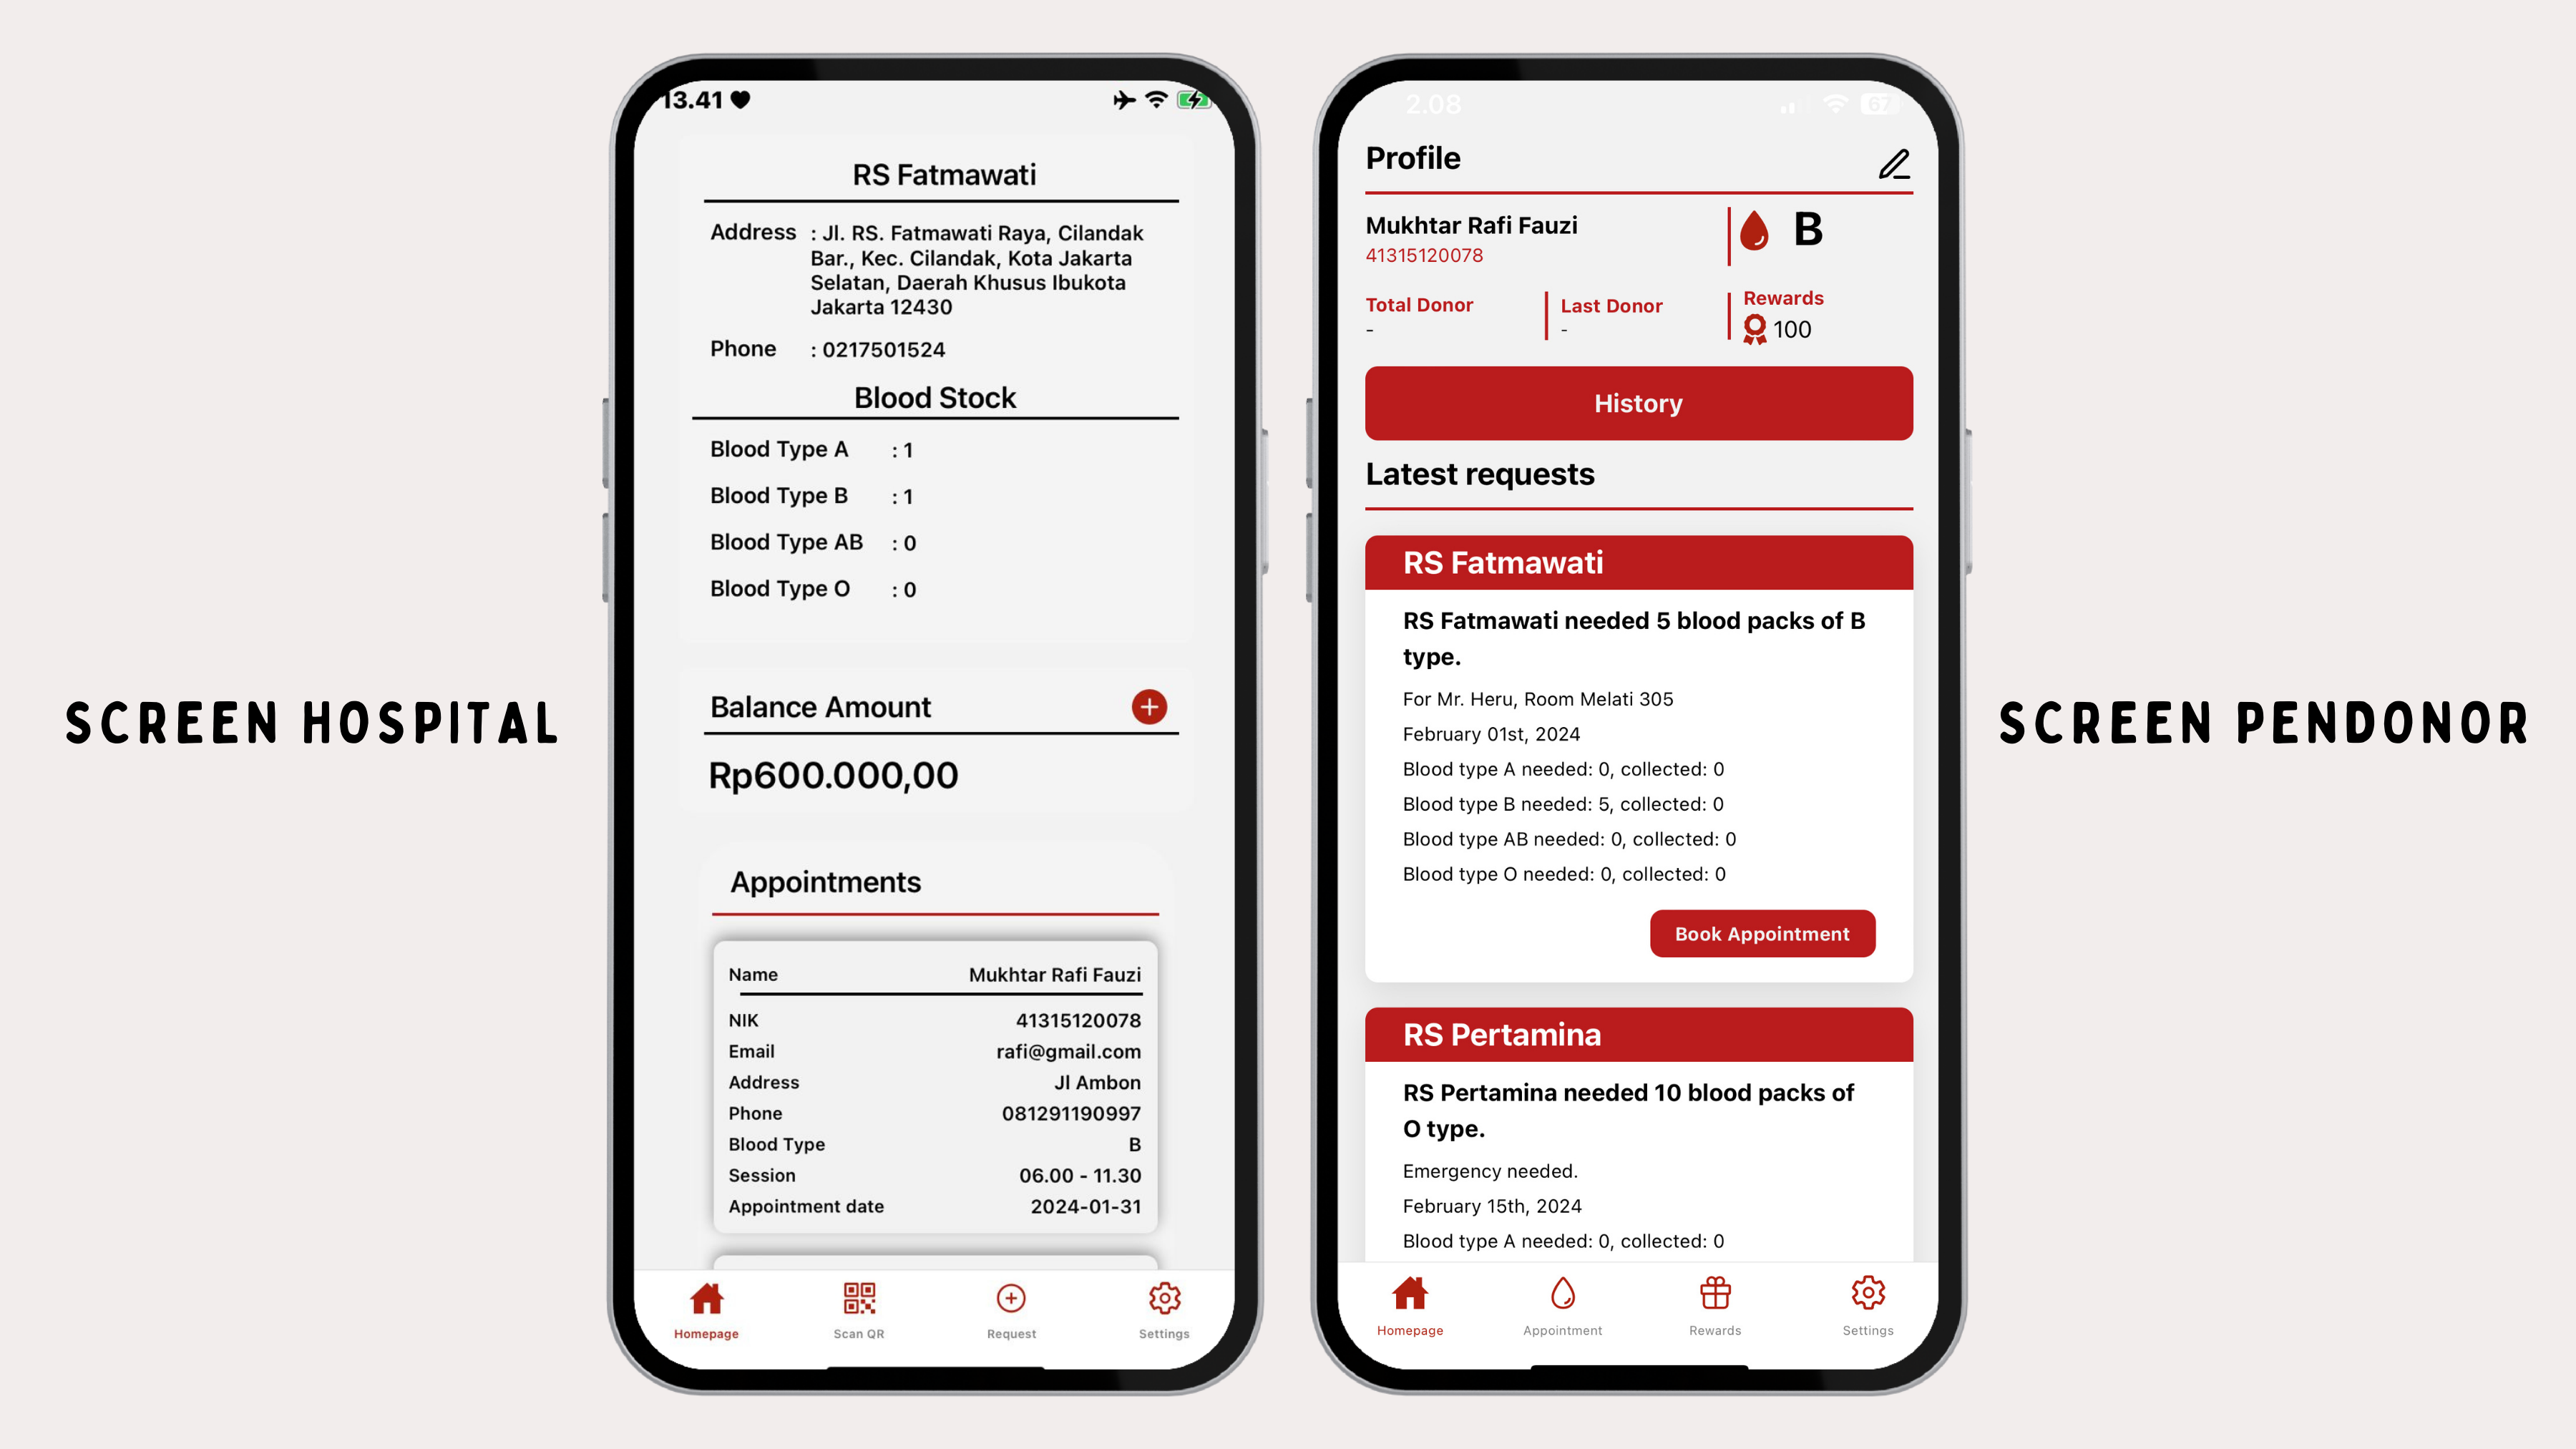 SCREEN HOSPITAL
13.41
RS Fatmawati
Address : Jl. RS. Fatmawati Raya, Cilandak
Bar., Kec. Cilandak, Kota Jakarta
Selatan, Daerah Khusus Ibukota
Jakarta 12430
Phone : 0217501524
Blood Stock
Blood Type A : 1
Blood Type B : 1
Blood Type AB : 0
Blood Type O : 0
Balance Amount
Rp600.000,00
Appointments
Name Mukhtar Rafi Fauzi
NIK 41315120078
Email rafi@gmail.com
Address Jl Ambon
Phone 081291190997
Blood Type B
Session 06.00 - 11.30
Appointment date 2024-01-31
Homepage Scan QR Request Settings
2.08 67
Profile
Mukhtar Rafi Fauzi B
41315120078
Total Donor Last Donor Rewards
- - 100
History
Latest requests
RS Fatmawati
RS Fatmawati needed 5 blood packs of B
type.
For Mr. Heru, Room Melati 305
February 01st, 2024
Blood type A needed: 0, collected: 0
Blood type B needed: 5, collected: 0
Blood type AB needed: 0, collected: 0
Blood type O needed: 0, collected: 0
Book Appointment
RS Pertamina
RS Pertamina needed 10 blood packs of
O type.
Emergency needed.
February 15th, 2024
Blood type A needed: 0, collected: 0
Homepage Appointment Rewards Settings
SCREEN PENDONOR